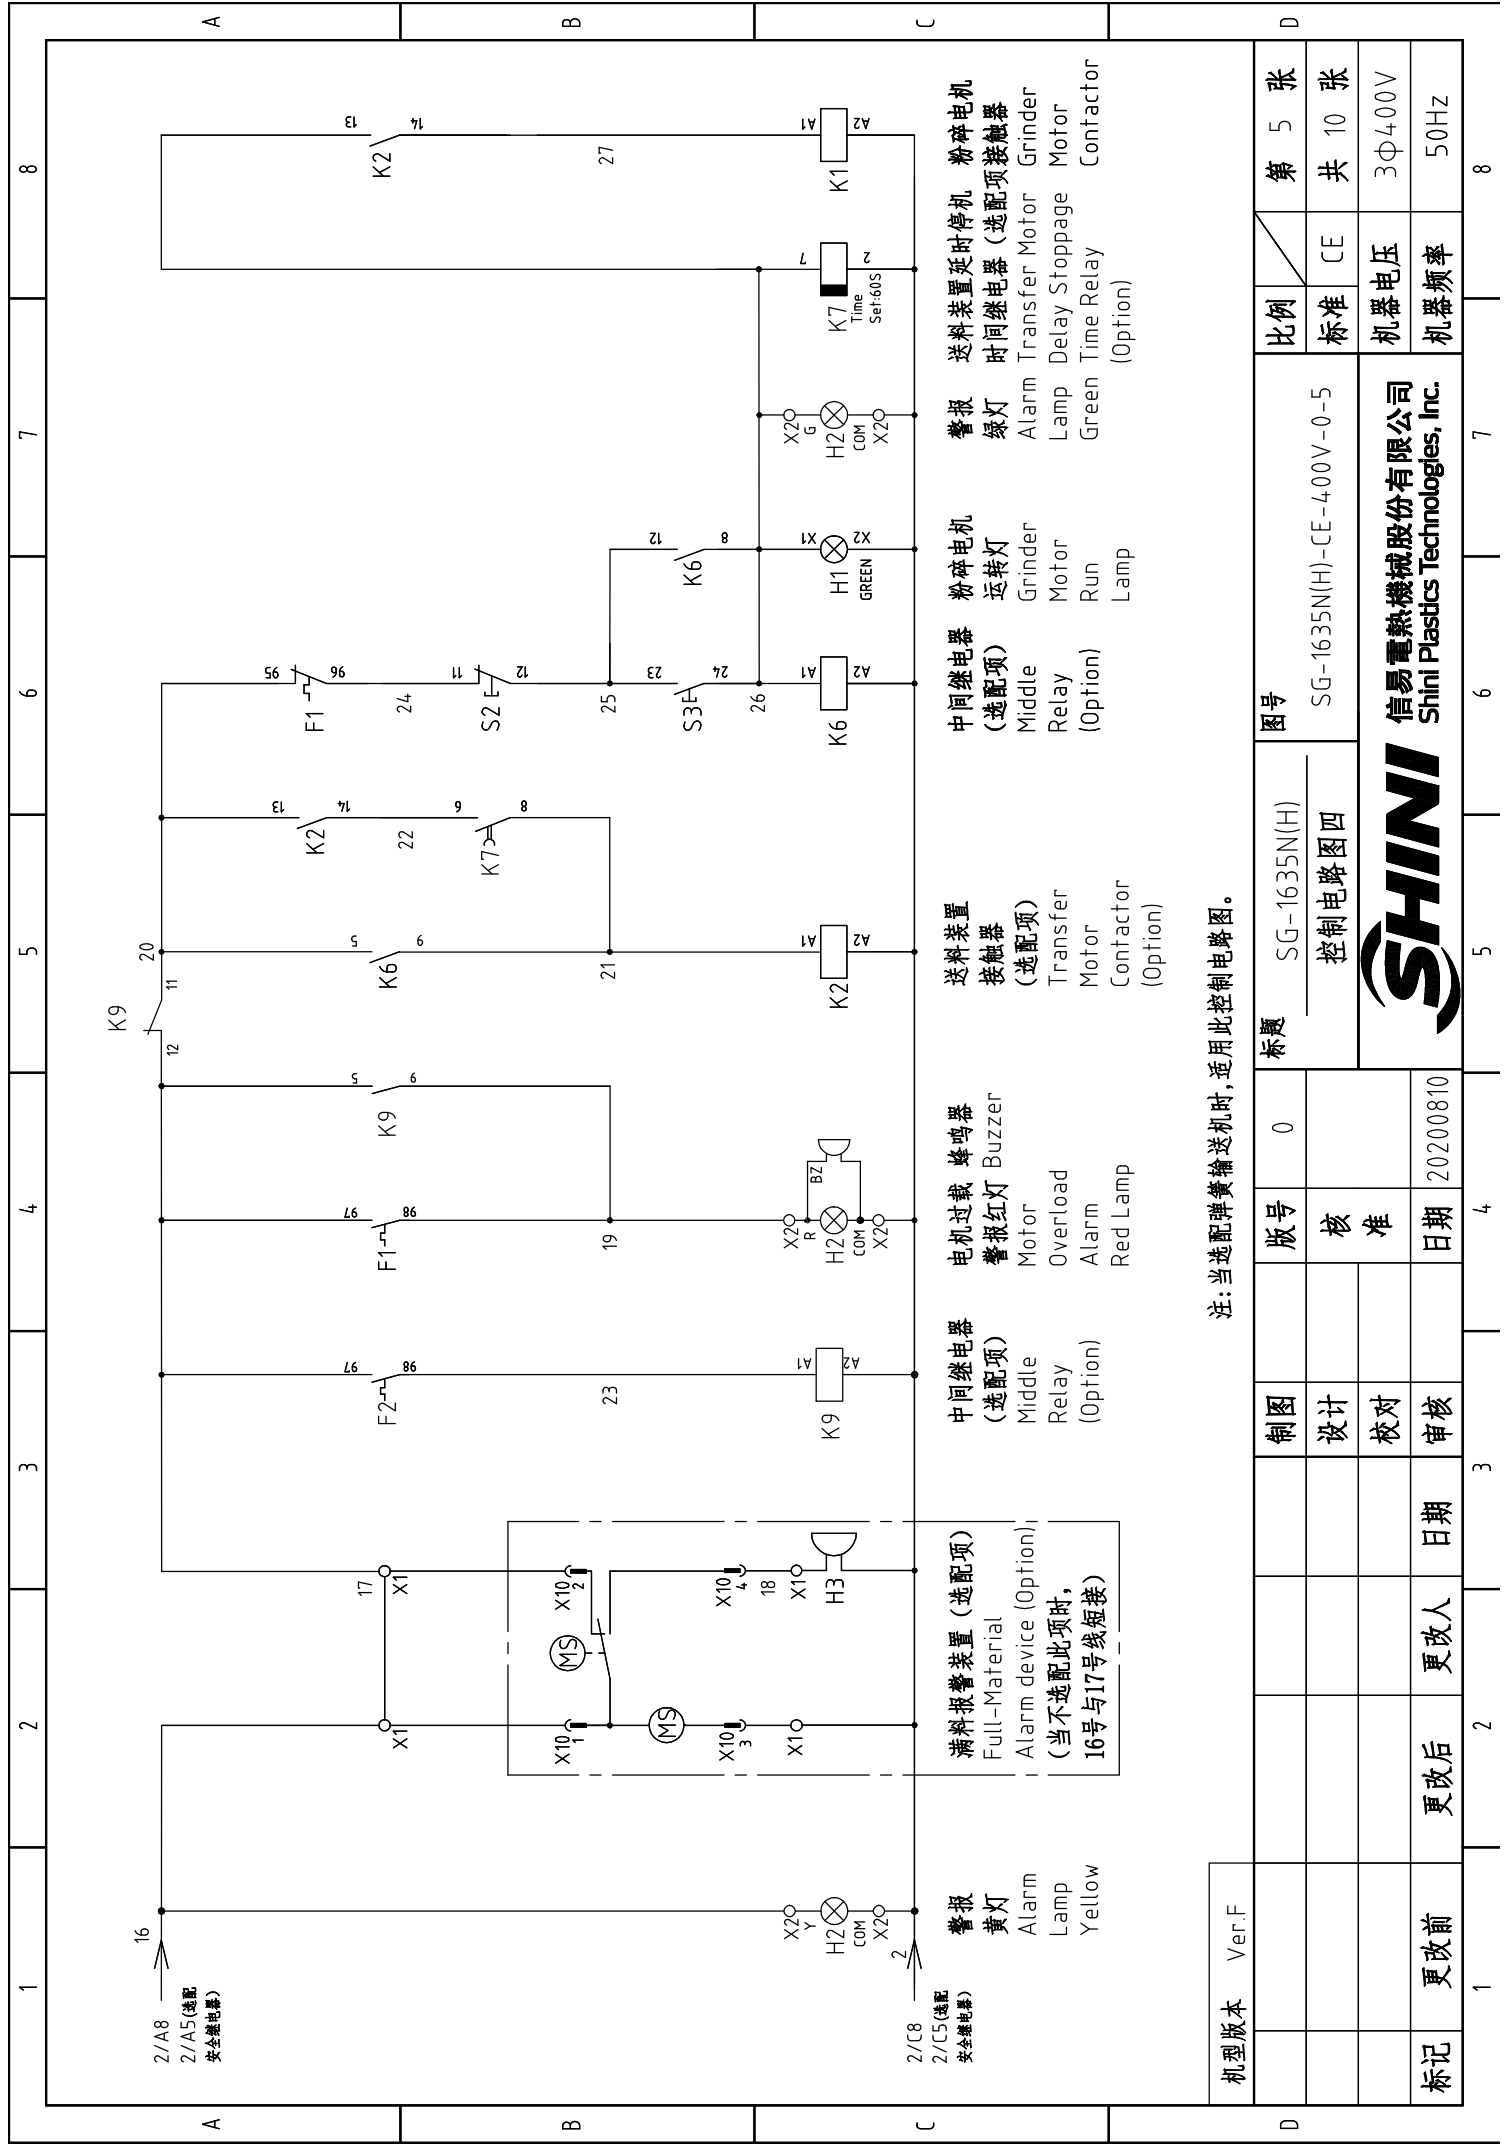 1 2 3 4 5 6 7 8
A
B
C
D
16
2/A8
2/A5(选配
安全继电器)
2
2/C8
2/C5(选配
安全继电器)
X2
Y
H2
COM
X2
X1
X10
1
MS
X10
3
X1
17
X1
X10
2
MS
X10
4
18
X1
H3
F2
97
98
23
K9
A1
A2
F1
97
98
19
X2
R
H2
COM
X2
BZ
K9
5
9
K9
12
11
20
K6
5
9
21
K2
A1
A2
K2
13
14
22
K7
6
8
F1
95
96
24
S2
11
12
25
S3
23
24
26
K6
A1
A2
K6
12
8
H1
GREEN
X1
X2
X2
G
H2
COM
X2
K7
Time
Set:60S
7
2
K2
13
14
27
K1
A1
A2
警报
黄灯
Alarm
Lamp
Yellow
满料报警装置（选配项）
Full-Material
Alarm device (Option)
(当不选配此项时,
16号与17号线短接)
中间继电器
(选配项)
Middle
Relay
(Option)
电机过载
警报红灯
Motor
Overload
Alarm
Red Lamp
蜂鸣器
Buzzer
送料装置
接触器
(选配项)
Transfer
Motor
Contactor
(Option)
中间继电器
(选配项)
Middle
Relay
(Option)
粉碎电机
运转灯
Grinder
Motor
Run
Lamp
警报
绿灯
Alarm
Lamp
Green
送料装置延时停机
时间继电器（选配项
Transfer Motor
Delay Stoppage
Time Relay
(Option)
粉碎电机
接触器
Grinder
Motor
Contactor
注:当选配弹簧输送机时,适用此控制电路图。
机型版本 Ver.F
标记 更改前 更改后 更改人 日期
制图
设计
校对
审核
版号 0
核准
日期 20200810
标题
SG-1635N(H)
控制电路图四
图号
SG-1635N(H)-CE-400V-0-5
SHINI
信易電熱機械股份有限公司
Shini Plastics Technologies, Inc.
比例 第 5 张
标准 CE 共 10 张
机器电压 3Φ400V
机器频率 50Hz
A
B
C
D
1 2 3 4 5 6 7 8